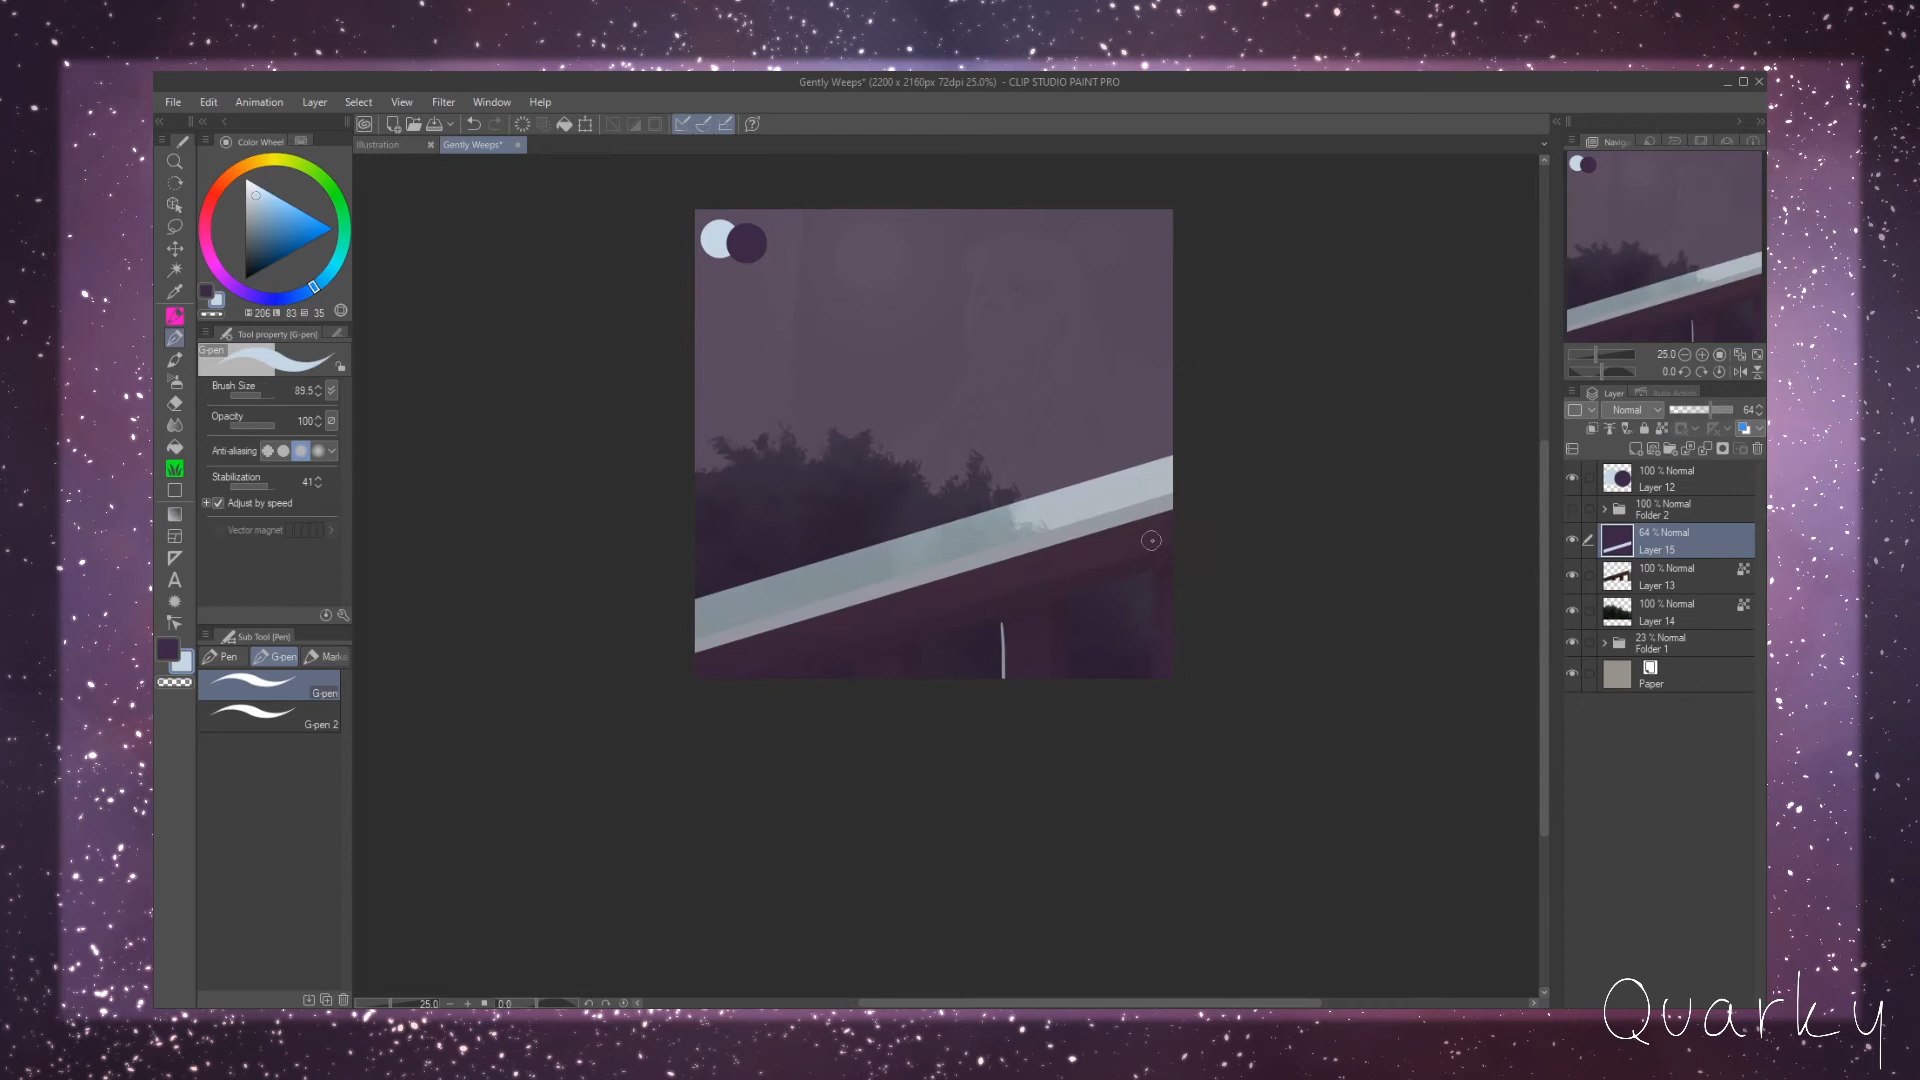 Gently Weeps* (2200 x 2160px 72dpi 25.0%) - CLIP STUDIO PAINT PRO
File Edit Animation Layer Select View Filter Window Help
Illustration Gently Weeps*
Color Wheel
206 83 35
Tool property [G-pen]
G-pen
Brush Size 89.5
Opacity 100
Anti-aliasing
Stabilization 41
Adjust by speed
Vector magnet
Sub Tool [Pen]
Pen G-pen Marke
G-pen
G-pen 2
25.0 0.0
Navig
25.0
0.0
Layer Auto Action
Normal 64
100 % Normal
Layer 12
100 % Normal
Folder 2
64 % Normal
Layer 15
100 % Normal
Layer 13
100 % Normal
Layer 14
23 % Normal
Folder 1
Paper
Quarky